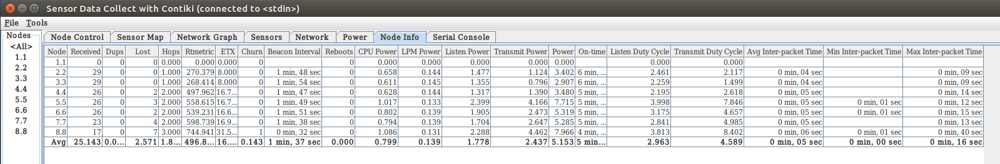 Sensor Data Collect with Contiki (connected to <stdin>)
File Tools
Nodes
<All>
1.1
2.2
3.3
4.4
5.5
6.6
7.7
8.8
Node Control Sensor Map Network Graph Sensors Network Power Node Info Serial Console
Node Received Dups Lost Hops Rtmetric ETX Churn Beacon Interval Reboots CPU Power LPM Power Listen Power Transmit Power Power On-time Listen Duty Cycle Transmit Duty Cycle Avg Inter-packet Time Min Inter-packet Time Max Inter-packet Time
1.1 0 0 0 0.000 0.000 0.000 0 0 0.000 0.000 0.000 0.000 0.000 0.000 0.000
2.2 29 0 0 1.000 270.379 8.000 0 1 min, 48 sec 0 0.658 0.144 1.477 1.124 3.402 6 min, ... 2.461 2.117 0 min, 04 sec 0 min, 09 sec
3.3 29 0 0 1.000 268.414 8.000 0 1 min, 54 sec 0 0.611 0.145 1.355 0.796 2.907 6 min, ... 2.259 1.499 0 min, 04 sec 0 min, 09 sec
4.4 26 0 2 2.000 497.962 16.7... 0 1 min, 47 sec 0 0.628 0.144 1.317 1.390 3.480 5 min, ... 2.195 2.618 0 min, 05 sec 0 min, 14 sec
5.5 26 0 3 2.000 558.615 16.7... 0 1 min, 49 sec 0 1.017 0.133 2.399 4.166 7.715 5 min, ... 3.998 7.846 0 min, 05 sec 0 min, 01 sec 0 min, 12 sec
6.6 26 0 2 2.000 539.231 16.6... 0 1 min, 51 sec 0 0.802 0.139 1.905 2.473 5.319 5 min, ... 3.175 4.657 0 min, 05 sec 0 min, 01 sec 0 min, 15 sec
7.7 23 0 4 2.000 598.739 16.9... 0 1 min, 38 sec 0 0.794 0.139 1.704 2.647 5.285 5 min, ... 2.841 4.985 0 min, 05 sec 0 min, 13 sec
8.8 17 0 7 3.000 744.941 31.5... 1 0 min, 32 sec 0 1.086 0.131 2.288 4.462 7.966 4 min, ... 3.813 8.402 0 min, 06 sec 0 min, 01 sec 0 min, 40 sec
Avg 25.143 0.0... 2.571 1.8... 496.8... 16.... 0.143 1 min, 37 sec 0.000 0.799 0.139 1.778 2.437 5.153 5 min... 2.963 4.589 0 min, 05 sec 0 min, 00 sec 0 min, 16 sec